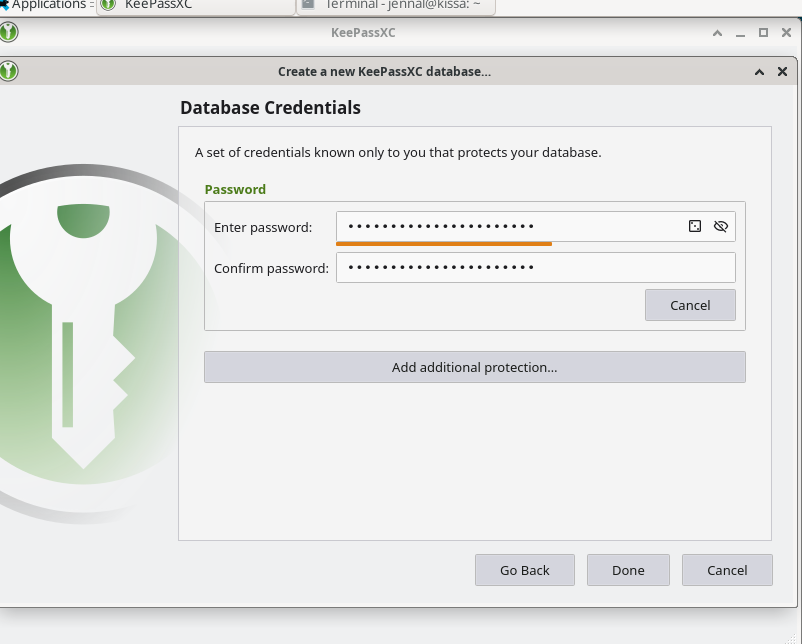 Applications :: KeePassXC Terminal - jennal@kissa: ~
KeePassXC
Create a new KeePassXC database...
Database Credentials
A set of credentials known only to you that protects your database.
Password
Enter password: ••••••••••••••••••••••
Confirm password: ••••••••••••••••••••••
Cancel
Add additional protection...
Go Back Done Cancel